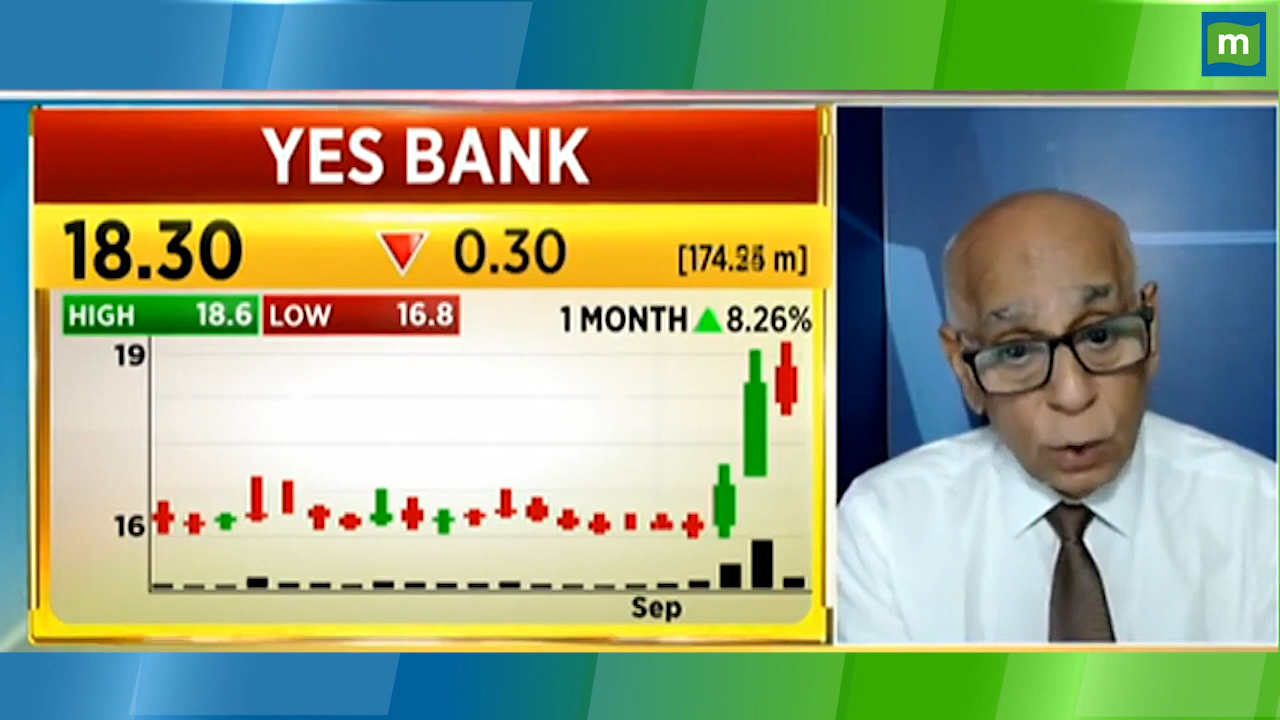 m
YES BANK
18.30 ▼ 0.30
HIGH 18.6 LOW 16.8 1 MONTH ▲ 8.26%
19
16
Sep